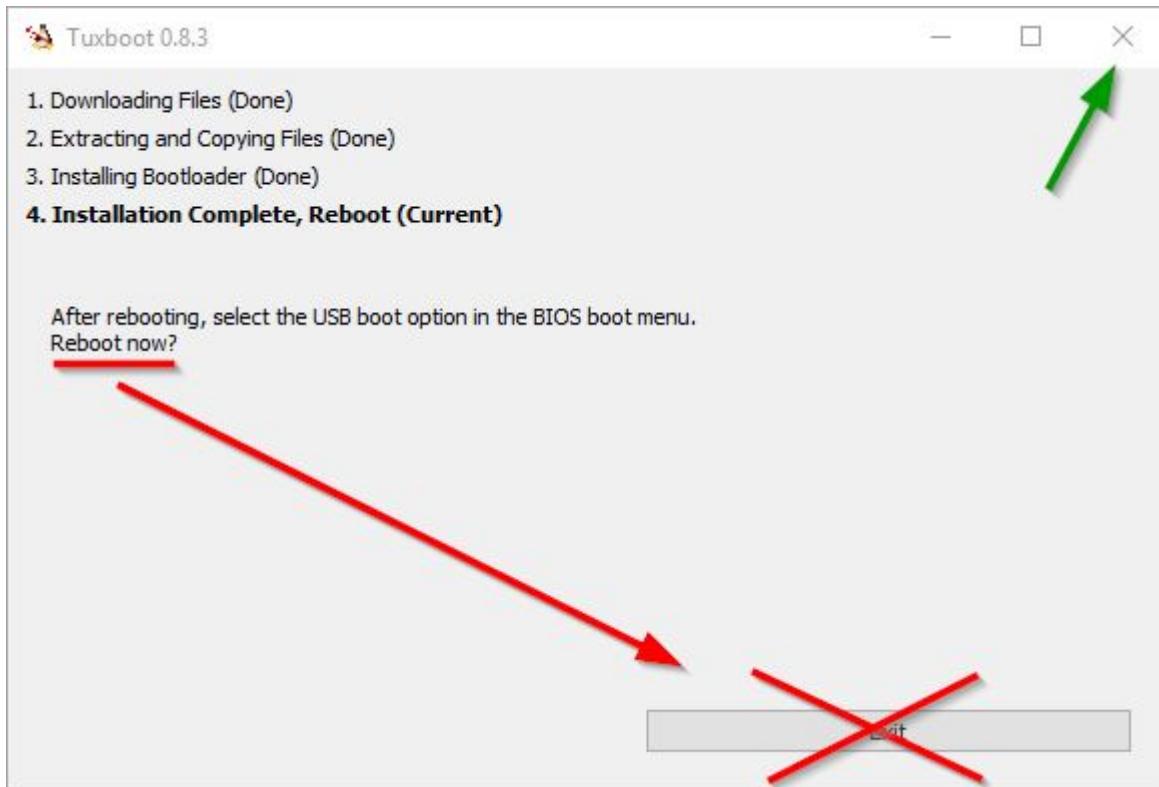 Tuxboot 0.8.3
1. Downloading Files (Done)
2. Extracting and Copying Files (Done)
3. Installing Bootloader (Done)
4. Installation Complete, Reboot (Current)
After rebooting, select the USB boot option in the BIOS boot menu.
Reboot now?
Exit